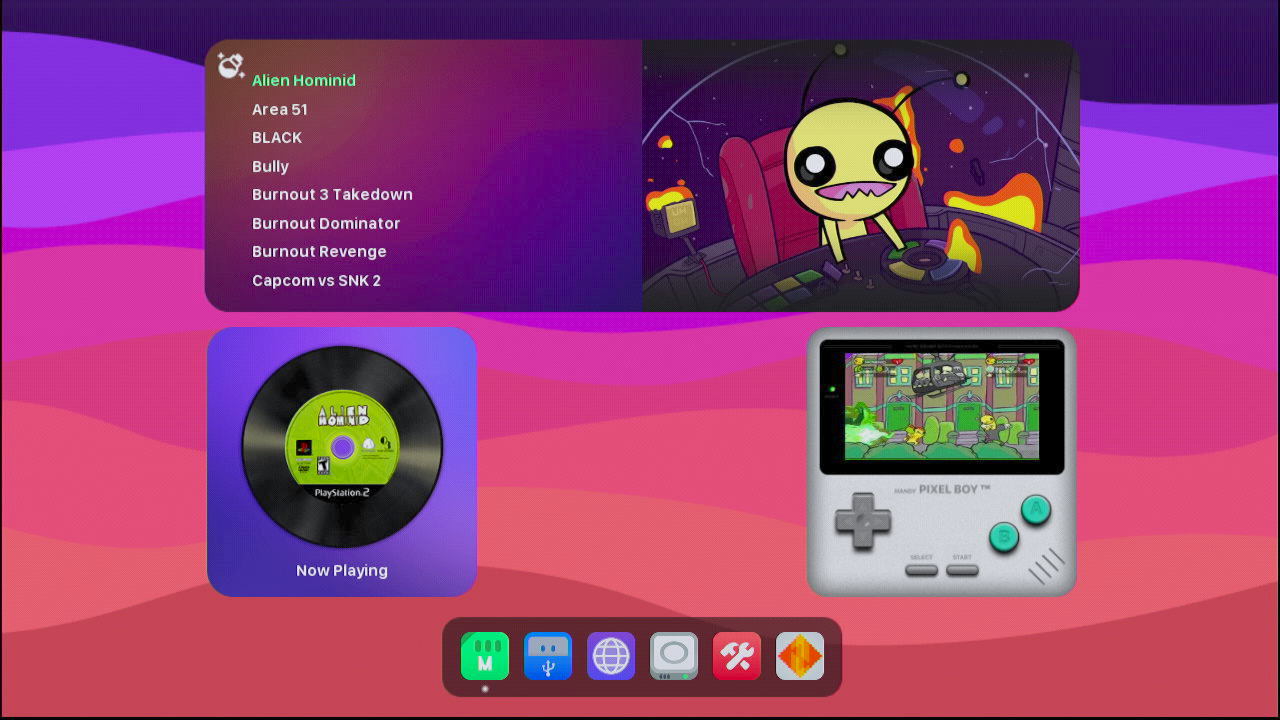 Alien Hominid
Area 51
BLACK
Bully
Burnout 3 Takedown
Burnout Dominator
Burnout Revenge
Capcom vs SNK 2
ALIEN
HOMINID
PlayStation 2
Now Playing
HANDY PIXEL BOY ™
A
B
SELECT START
M